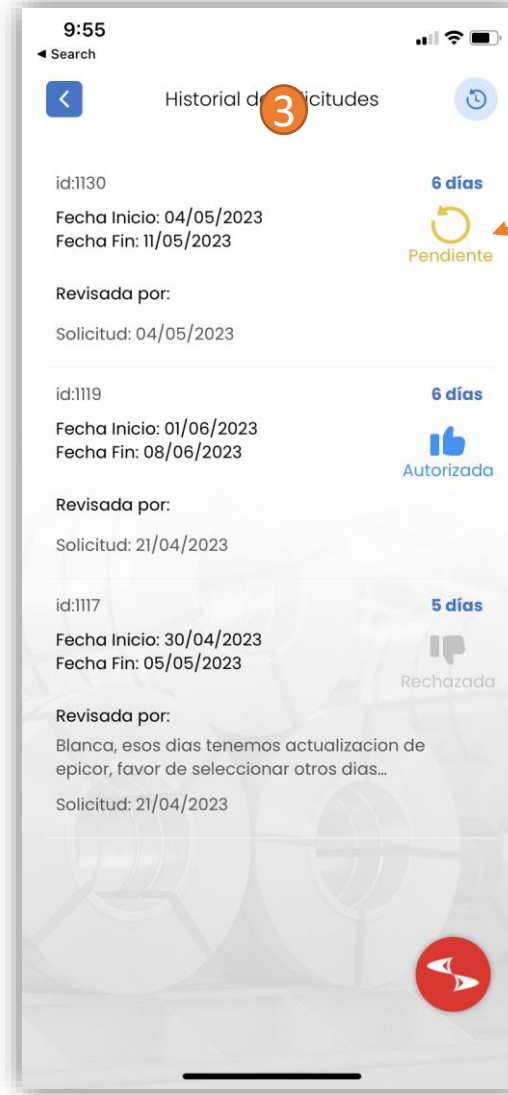 9:55
◀ Search
Historial de 3 icitudes
id:1130 6 días
Fecha Inicio: 04/05/2023
Fecha Fin: 11/05/2023
Pendiente
Revisada por:
Solicitud: 04/05/2023
id:1119 6 días
Fecha Inicio: 01/06/2023
Fecha Fin: 08/06/2023
Autorizada
Revisada por:
Solicitud: 21/04/2023
id:1117 5 días
Fecha Inicio: 30/04/2023
Fecha Fin: 05/05/2023
Rechazada
Revisada por:
Blanca, esos dias tenemos actualizacion de
epicor, favor de seleccionar otros dias...
Solicitud: 21/04/2023